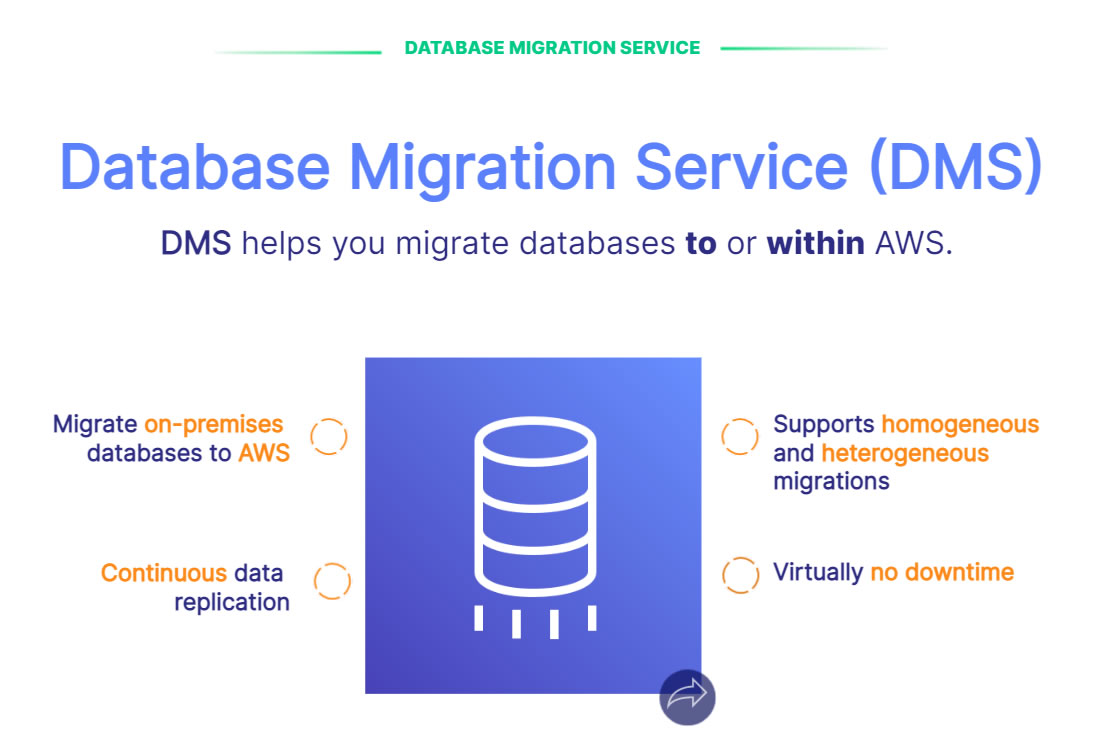 DATABASE MIGRATION SERVICE
Database Migration Service (DMS)
DMS helps you migrate databases to or within AWS.
Migrate on-premises
databases to AWS
Continuous data
replication
Supports homogeneous
and heterogeneous
migrations
Virtually no downtime